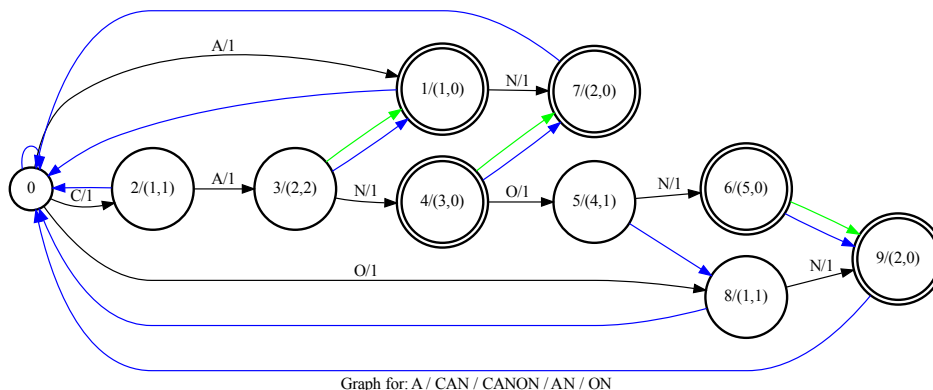 A/1
1/(1,0)
N/1
7/(2,0)
0
C/1
2/(1,1)
A/1
3/(2,2)
N/1
4/(3,0)
O/1
5/(4,1)
N/1
6/(5,0)
O/1
8/(1,1)
N/1
9/(2,0)
Graph for: A / CAN / CANON / AN / ON